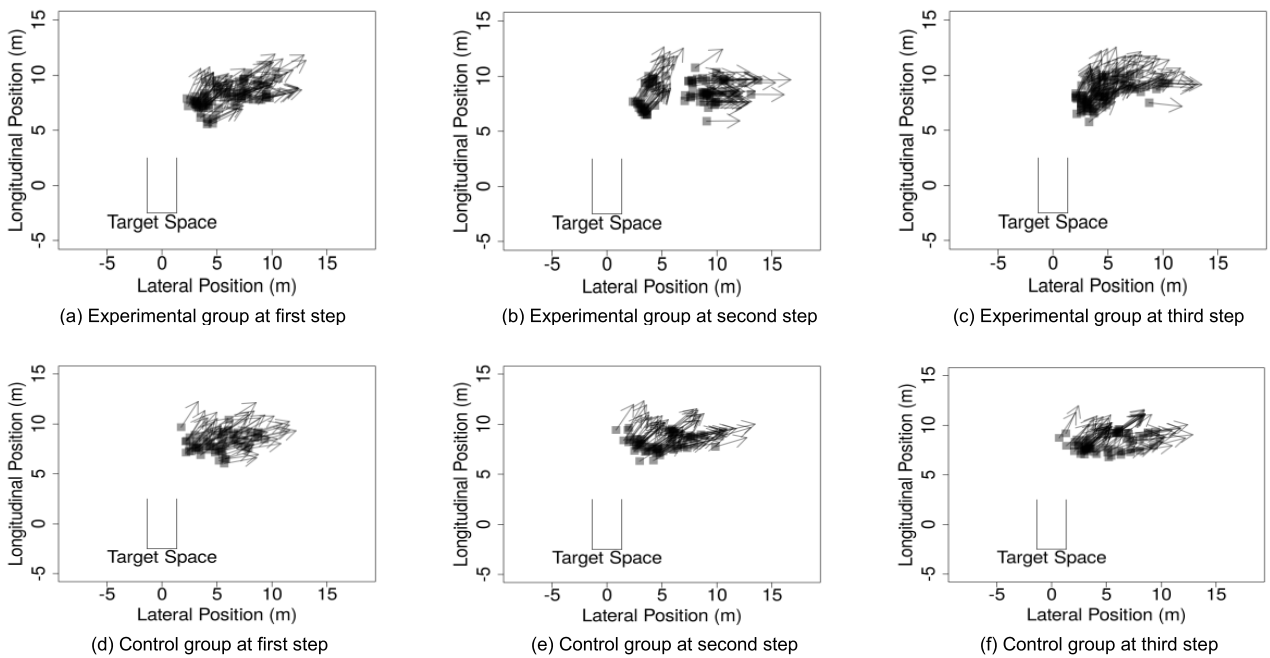 15
10
5
0
-5
Longitudinal Position (m)
Target Space
-5 0 5 10 15
Lateral Position (m)
(a) Experimental group at first step
15
10
5
0
-5
Longitudinal Position (m)
Target Space
-5 0 5 10 15
Lateral Position (m)
(b) Experimental group at second step
15
10
5
0
-5
Longitudinal Position (m)
Target Space
-5 0 5 10 15
Lateral Position (m)
(c) Experimental group at third step
15
10
5
0
-5
Longitudinal Position (m)
Target Space
-5 0 5 10 15
Lateral Position (m)
(d) Control group at first step
15
10
5
0
-5
Longitudinal Position (m)
Target Space
-5 0 5 10 15
Lateral Position (m)
(e) Control group at second step
15
10
5
0
-5
Longitudinal Position (m)
Target Space
-5 0 5 10 15
Lateral Position (m)
(f) Control group at third step